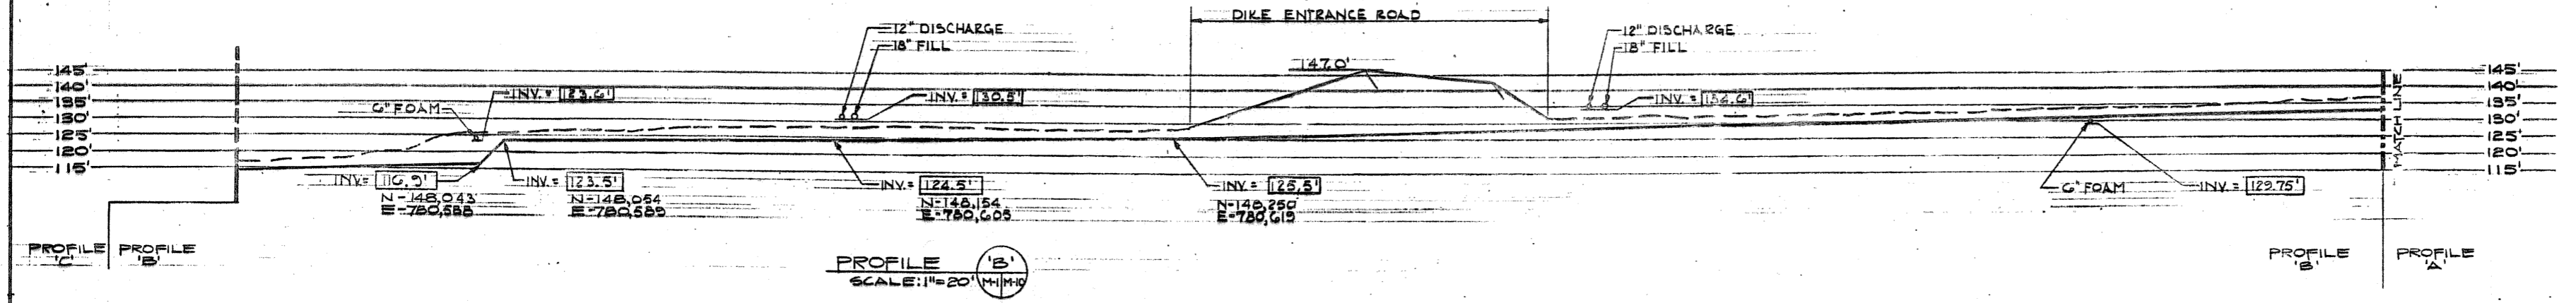 DIKE ENTRANCE ROAD
12" DISCHARGE
18" FILL
12" DISCHARGE
18" FILL
147.0'
145'
140'
135'
130'
125'
120'
115'
6" FOAM
INV. = 123.6'
INV. = 130.5'
INV. =
MATCH LINE
145'
140'
135'
130'
125'
120'
115'
INV. = 116.9'
N-148,043
E-780,588
INV. = 123.5'
N-148,054
E-780,589
INV. = 124.5'
N-148,154
E-780,605
INV. = 125.5'
N-148,250
E-780,619
6" FOAM
INV. = 129.75'
PROFILE 'C'
PROFILE 'B'
PROFILE 'B'
SCALE: 1"=20'
M-1 M-10
PROFILE 'B'
PROFILE 'A'